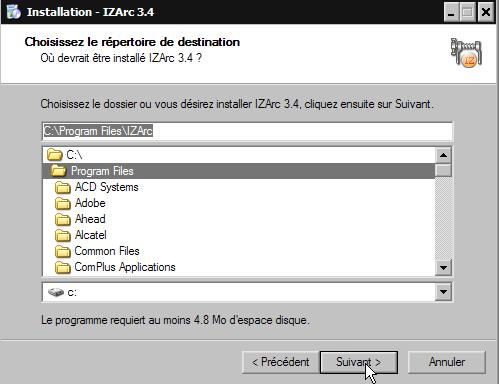 Installation - IZArc 3.4
Choisissez le répertoire de destination
Où devrait être installé IZArc 3.4 ?
IZ
Choisissez le dossier ou vous désirez installer IZArc 3.4, cliquez ensuite sur Suivant.
C:\Program Files\IZArc
C:\
Program Files
ACD Systems
Adobe
Ahead
Alcatel
Common Files
ComPlus Applications
c:
Le programme requiert au moins 4.8 Mo d'espace disque.
< Précédent
Suivant >
Annuler